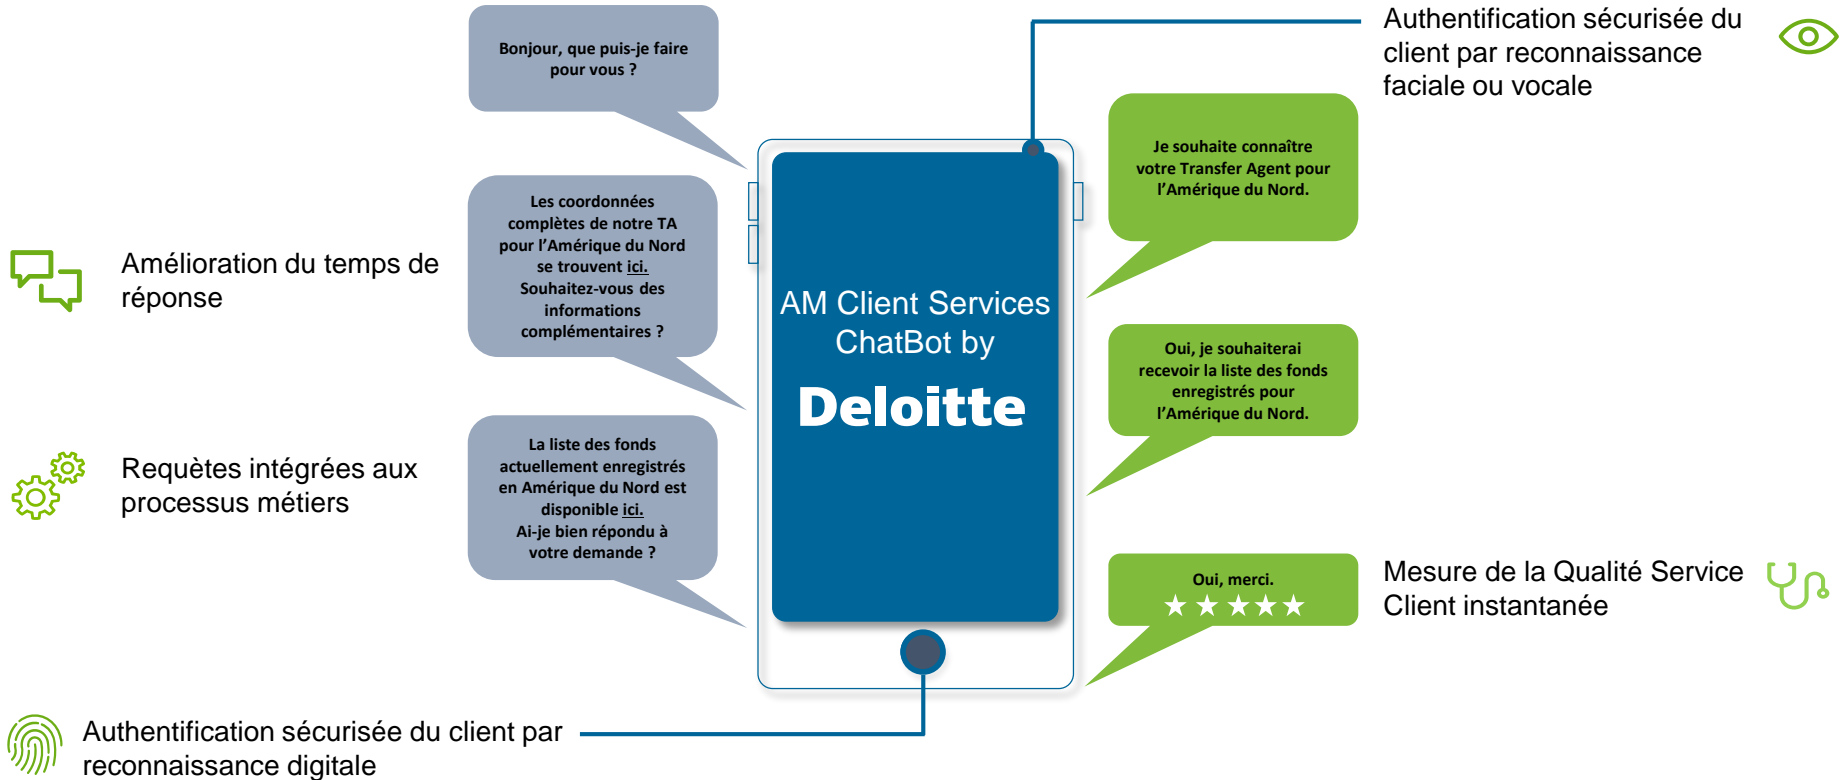 Bonjour, que puis-je faire
pour vous ?
Authentification sécurisée du
client par reconnaissance
faciale ou vocale
Je souhaite connaître
votre Transfer Agent pour
l’Amérique du Nord.
Les coordonnées
complètes de notre TA
pour l’Amérique du Nord
se trouvent ici.
Souhaitez-vous des
informations
complémentaires ?
Amélioration du temps de
réponse
AM Client Services
ChatBot by
Deloitte
Oui, je souhaiterai
recevoir la liste des fonds
enregistrés pour
l’Amérique du Nord.
La liste des fonds
actuellement enregistrés
en Amérique du Nord est
disponible ici.
Ai-je bien répondu à
votre demande ?
Requètes intégrées aux
processus métiers
Oui, merci.
Mesure de la Qualité Service
Client instantanée
Authentification sécurisée du client par
reconnaissance digitale